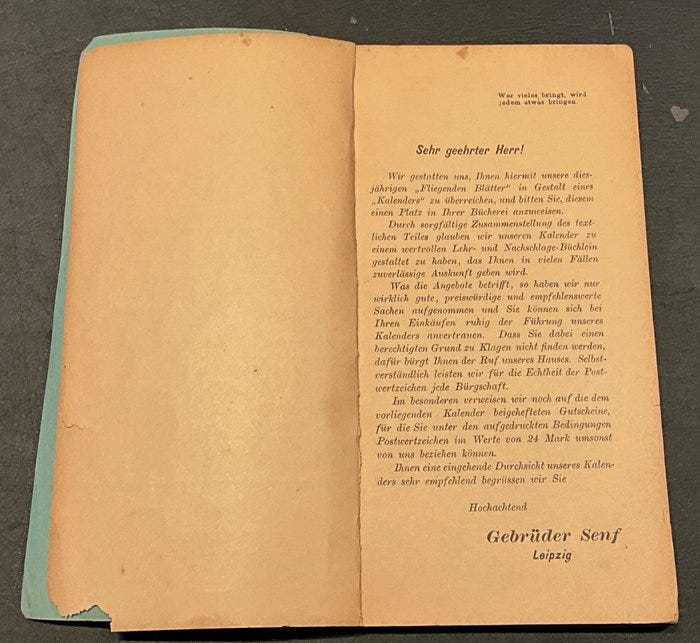 Wer vieles bringt, wird
jedem etwas bringen.
Sehr geehrter Herr!
Wir gestatten uns, Ihnen hiermit unsere dies-
jährigen „Fliegenden Blätter“ in Gestalt eines
„Kalenders“ zu überreichen, und bitten Sie, diesem
einen Platz in Ihrer Bücherei anzuweisen.
Durch sorgfältige Zusammenstellung des text-
lichen Teiles glauben wir unseren Kalender zu
einem wertvollen Lehr- und Nachschlage-Büchlein
gestaltet zu haben, das Ihnen in vielen Fällen
zuverlässige Auskunft geben wird.
Was die Angebote betrifft, so haben wir nur
wirklich gute, preiswürdige und empfehlenswerte
Sachen aufgenommen und Sie können sich bei
Ihren Einkäufen ruhig der Führung unseres
Kalenders anvertrauen. Dass Sie dabei einen
berechtigten Grund zu Klagen nicht finden werden,
dafür bürgt Ihnen der Ruf unseres Hauses. Selbst-
verständlich leisten wir für die Echtheit der Post-
wertzeichen jede Bürgschaft.
Im besonderen verweisen wir noch auf die dem
vorliegenden Kalender beigehefteten Gutscheine,
für die Sie unter den aufgedruckten Bedingungen
Postwertzeichen im Werte von 24 Mark umsonst
von uns beziehen können.
Ihnen eine eingehende Durchsicht unseres Kalen-
ders sehr empfehlend begrüssen wir Sie
Hochachtend
Gebrüder Senf
Leipzig